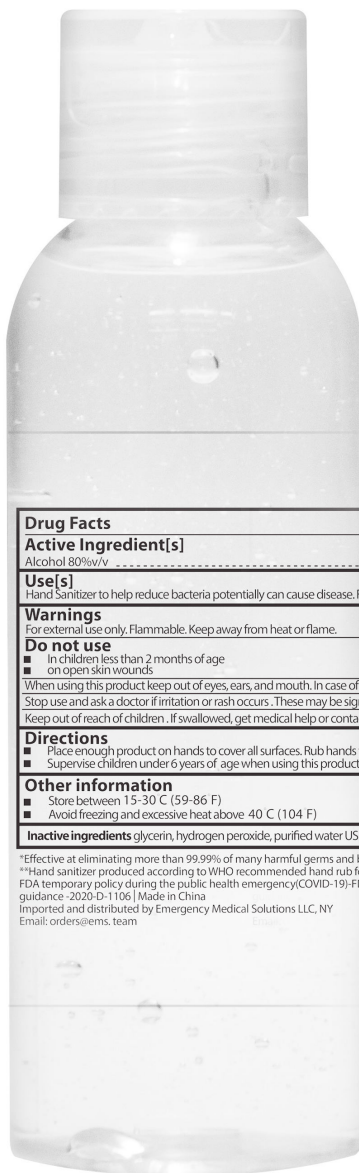 Drug Facts
Active Ingredient[s]
Alcohol 80%v/v
Use[s]
Hand Sanitizer to help reduce bacteria potentially can cause disease.
Warnings
For external use only. Flammable. Keep away from heat or flame.
Do not use
■ In children less than 2 months of age
■ on open skin wounds
When using this product keep out of eyes, ears, and mouth. In case of
Stop use and ask a doctor if irritation or rash occurs .These may be
Keep out of reach of children . If swallowed, get medical help or
Directions
■ Place enough product on hands to cover all surfaces. Rub hands
■ Supervise children under 6 years of age when using this product
Other information
■ Store between 15-30 C (59-86 F)
■ Avoid freezing and excessive heat above 40 C (104 F)
Inactive ingredients glycerin, hydrogen peroxide, purified water US
*Effective at eliminating more than 99.99% of many harmful germs and
**Hand sanitizer produced according to WHO recommended hand rub
FDA temporary policy during the public health emergency(COVID-19)-
guidance -2020-D-1106 | Made in China
Imported and distributed by Emergency Medical Solutions LLC, NY
Email: orders@ems. team